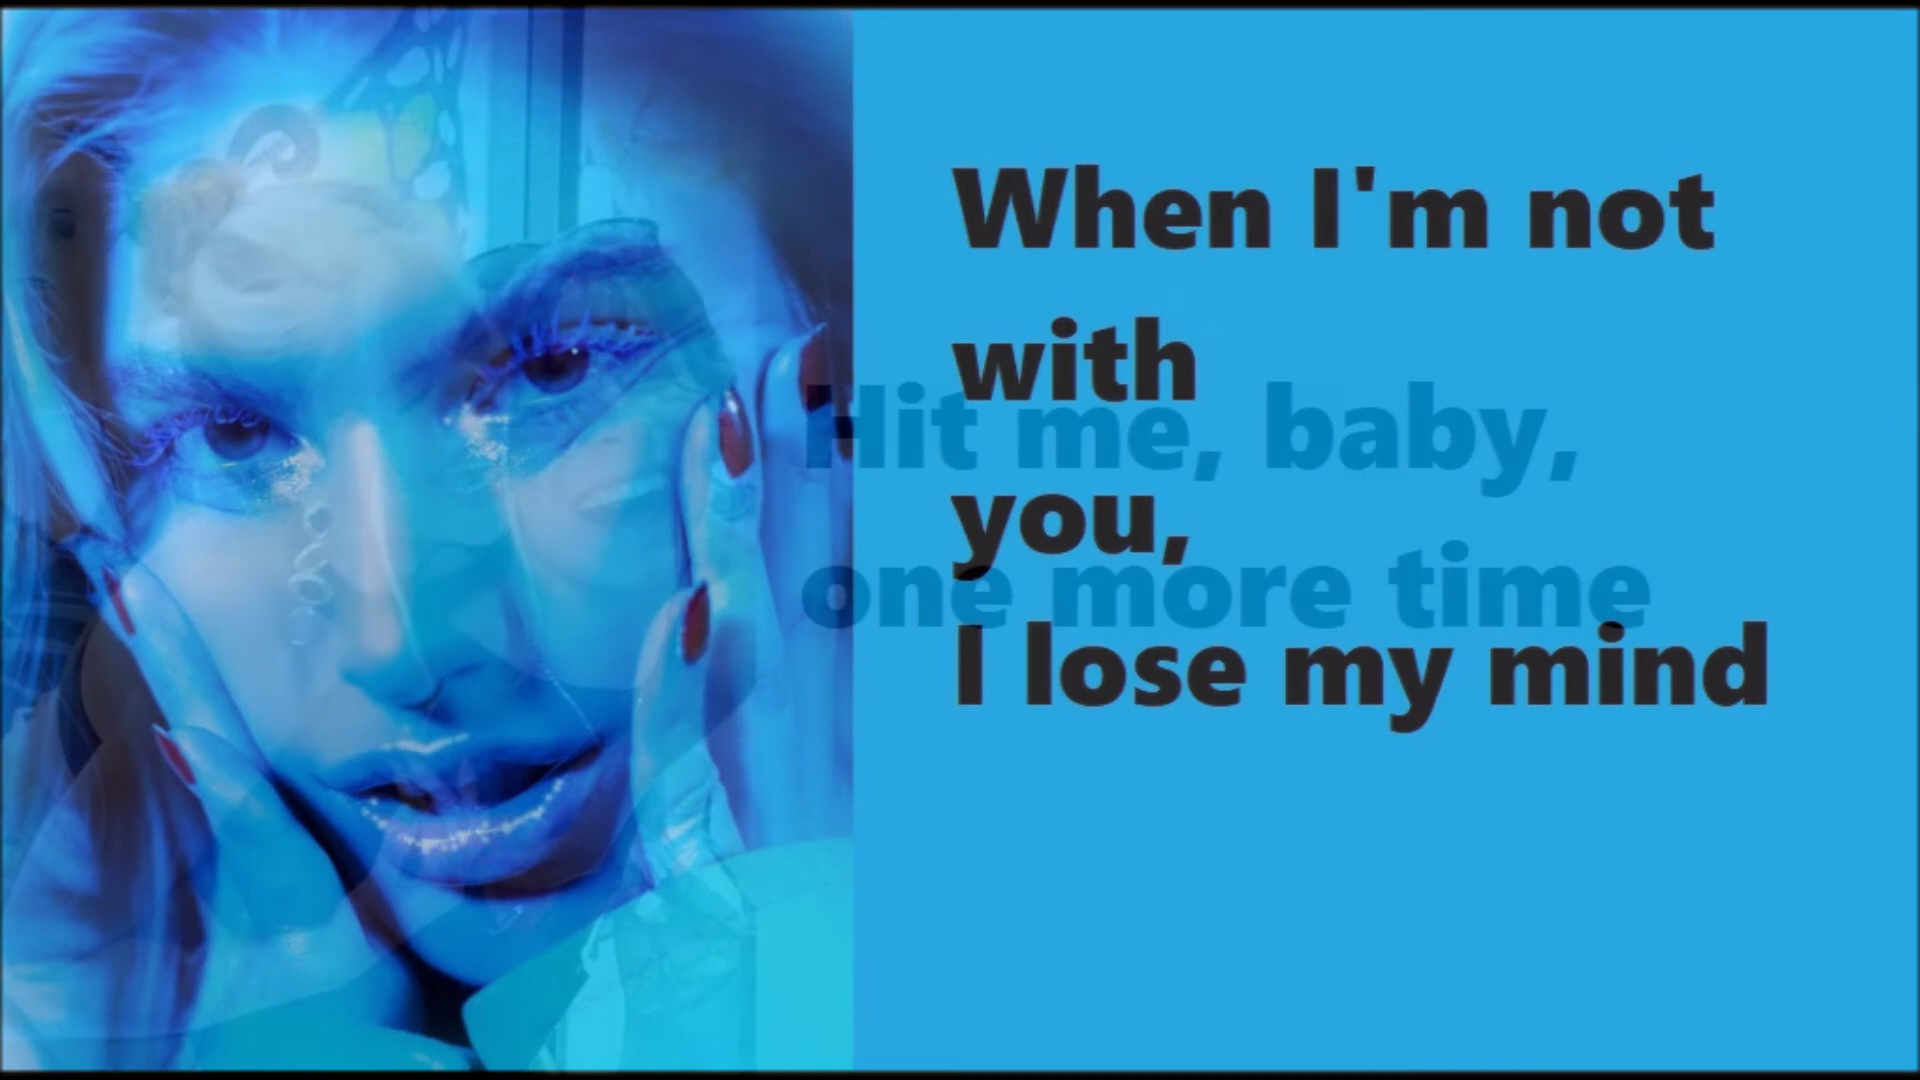 When I'm not
with
you,
I lose my mind
Hit me, baby,
one more time